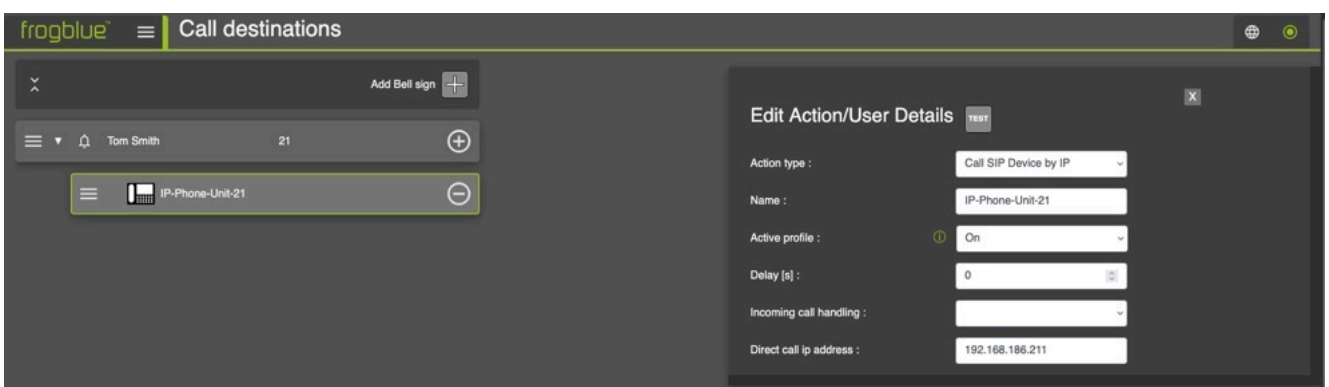 frogblue™ Call destinations
Add Bell sign
Tom Smith 21
IP-Phone-Unit-21
X
Edit Action/User Details TEST
Action type : Call SIP Device by IP
Name : IP-Phone-Unit-21
Active profile : On
Delay [s] : 0
Incoming call handling :
Direct call ip address : 192.168.186.211